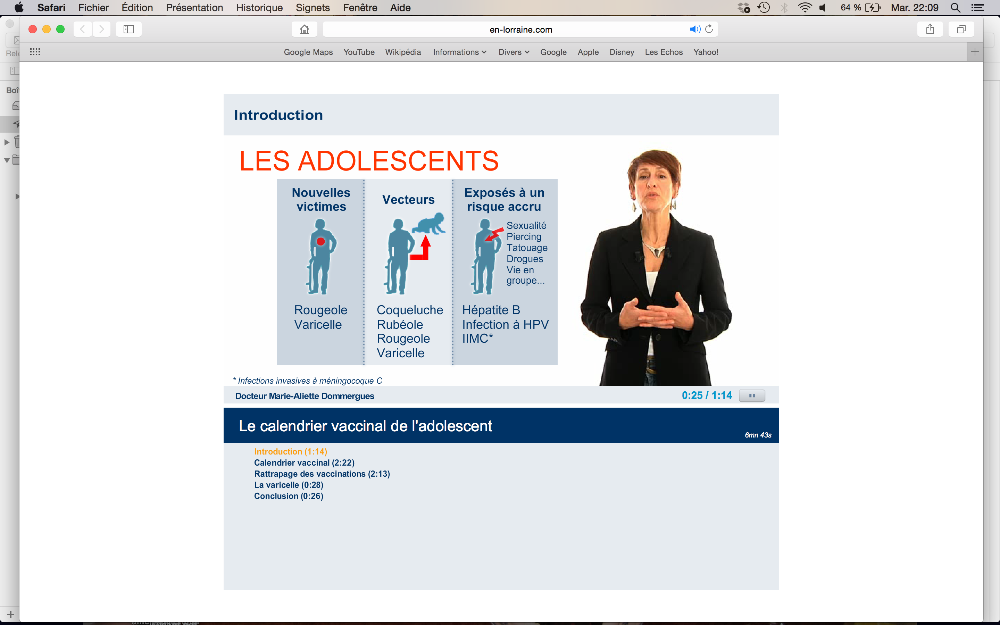 Safari Fichier Édition Présentation Historique Signets Fenêtre Aide 64 % Mar. 22:09
en-lorraine.com
Google Maps YouTube Wikipédia Informations Divers Google Apple Disney Les Echos Yahoo!
Introduction
LES ADOLESCENTS
Nouvelles
victimes
Rougeole
Varicelle
Vecteurs
Coqueluche
Rubéole
Rougeole
Varicelle
Exposés à un
risque accru
Sexualité
Piercing
Tatouage
Drogues
Vie en
groupe...
Hépatite B
Infection à HPV
IIMC*
* Infections invasives à méningocoque C
Docteur Marie-Aliette Dommergues 0:25 / 1:14
Le calendrier vaccinal de l'adolescent
6mn 43s
Introduction (1:14)
Calendrier vaccinal (2:22)
Rattrapage des vaccinations (2:13)
La varicelle (0:28)
Conclusion (0:26)